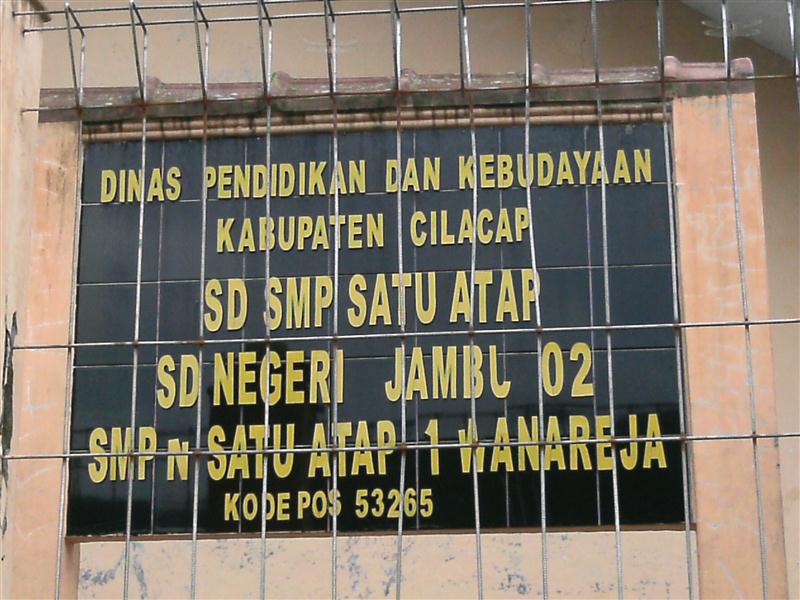 DINAS PENDIDIKAN DAN KEBUDAYAAN
KABUPATEN CILACAP
SD SMP SATU ATAP
SD NEGERI JAMBU 02
SMP N SATU ATAP 1 WANAREJA
KODE POS 53265